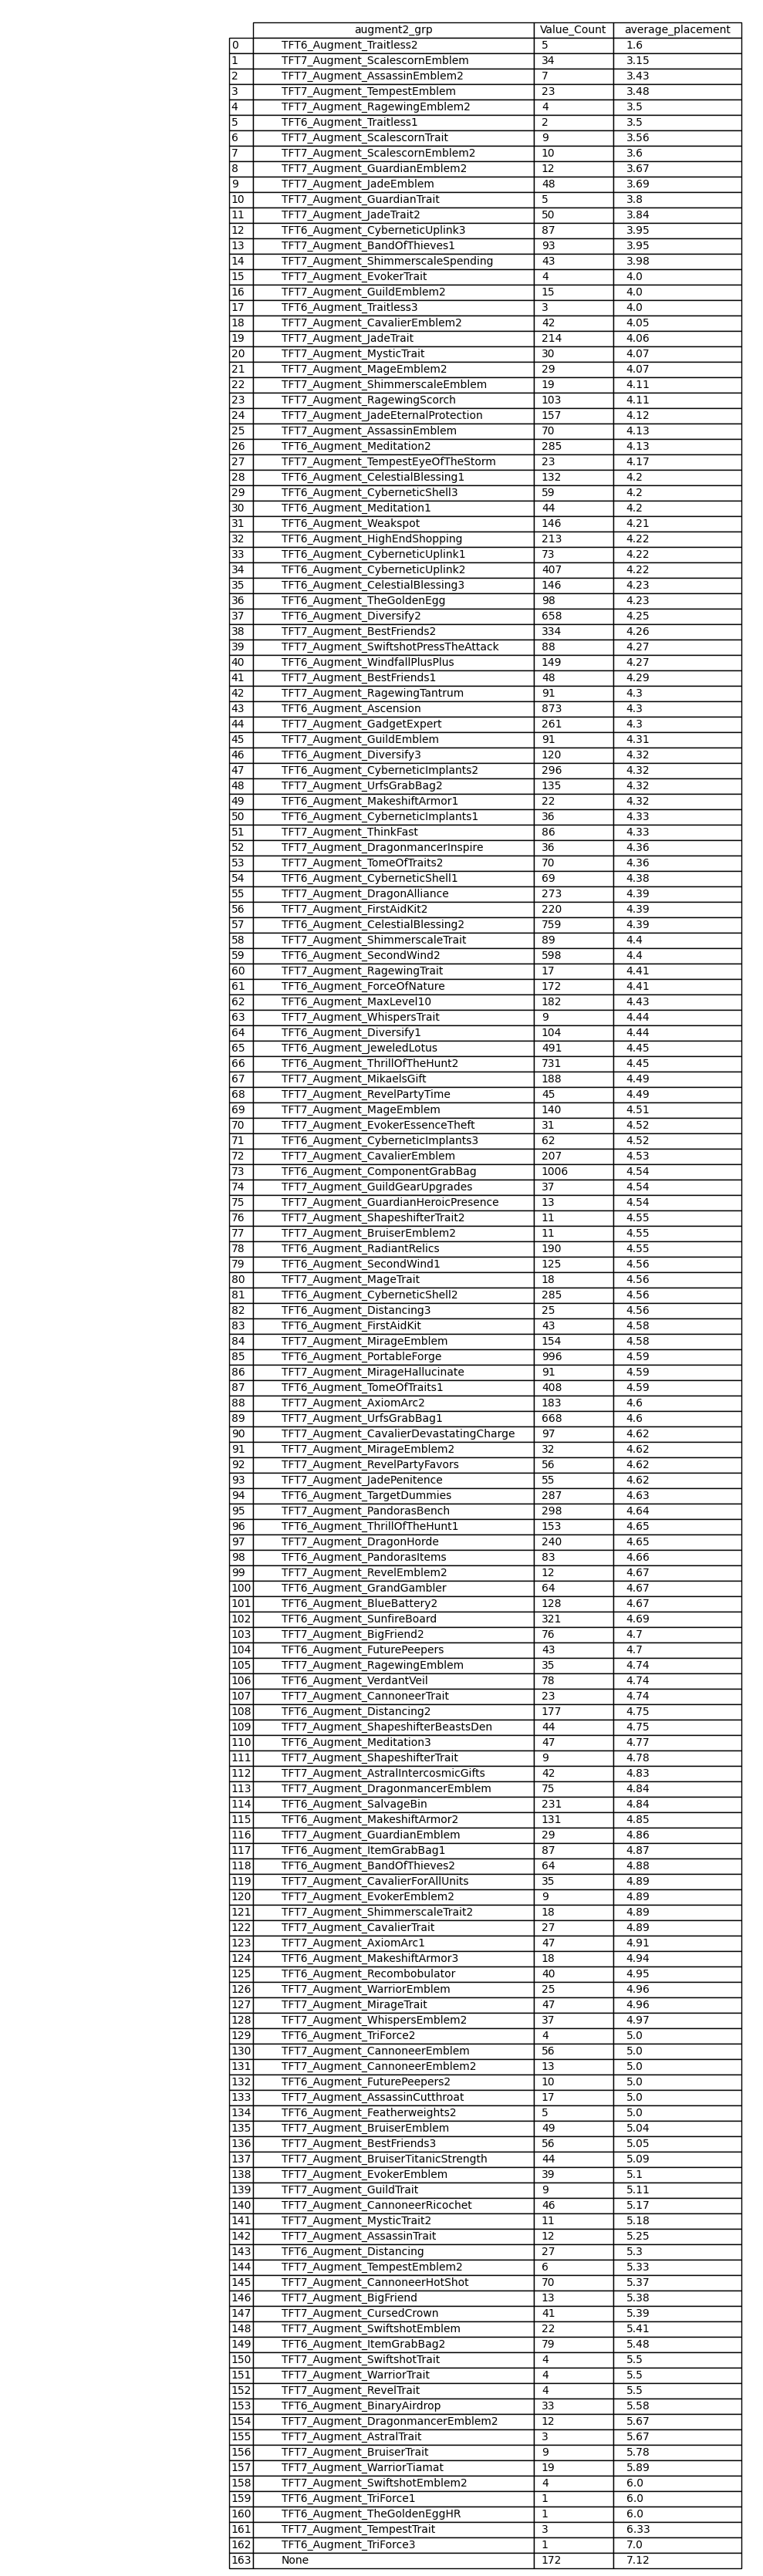 augment2_grp Value_Count average_placement
0 TFT6_Augment_Traitless2 5 1.6
1 TFT7_Augment_ScalescornEmblem 34 3.15
2 TFT7_Augment_AssassinEmblem2 7 3.43
3 TFT7_Augment_TempestEmblem 23 3.48
4 TFT7_Augment_RagewingEmblem2 4 3.5
5 TFT6_Augment_Traitless1 2 3.5
6 TFT7_Augment_ScalescornTrait 9 3.56
7 TFT7_Augment_ScalescornEmblem2 10 3.6
8 TFT7_Augment_GuardianEmblem2 12 3.67
9 TFT7_Augment_JadeEmblem 48 3.69
10 TFT7_Augment_GuardianTrait 5 3.8
11 TFT7_Augment_JadeTrait2 50 3.84
12 TFT6_Augment_CyberneticUplink3 87 3.95
13 TFT7_Augment_BandOfThieves1 93 3.95
14 TFT7_Augment_ShimmerscaleSpending 43 3.98
15 TFT7_Augment_EvokerTrait 4 4.0
16 TFT7_Augment_GuildEmblem2 15 4.0
17 TFT6_Augment_Traitless3 3 4.0
18 TFT7_Augment_CavalierEmblem2 42 4.05
19 TFT7_Augment_JadeTrait 214 4.06
20 TFT7_Augment_MysticTrait 30 4.07
21 TFT7_Augment_MageEmblem2 29 4.07
22 TFT7_Augment_ShimmerscaleEmblem 19 4.11
23 TFT7_Augment_RagewingScorch 103 4.11
24 TFT7_Augment_JadeEternalProtection 157 4.12
25 TFT7_Augment_AssassinEmblem 70 4.13
26 TFT6_Augment_Meditation2 285 4.13
27 TFT7_Augment_TempestEyeOfTheStorm 23 4.17
28 TFT6_Augment_CelestialBlessing1 132 4.2
29 TFT6_Augment_CyberneticShell3 59 4.2
30 TFT6_Augment_Meditation1 44 4.2
31 TFT6_Augment_Weakspot 146 4.21
32 TFT6_Augment_HighEndShopping 213 4.22
33 TFT6_Augment_CyberneticUplink1 73 4.22
34 TFT6_Augment_CyberneticUplink2 407 4.22
35 TFT6_Augment_CelestialBlessing3 146 4.23
36 TFT6_Augment_TheGoldenEgg 98 4.23
37 TFT6_Augment_Diversify2 658 4.25
38 TFT7_Augment_BestFriends2 334 4.26
39 TFT7_Augment_SwiftshotPressTheAttack 88 4.27
40 TFT6_Augment_WindfallPlusPlus 149 4.27
41 TFT7_Augment_BestFriends1 48 4.29
42 TFT7_Augment_RagewingTantrum 91 4.3
43 TFT6_Augment_Ascension 873 4.3
44 TFT7_Augment_GadgetExpert 261 4.3
45 TFT7_Augment_GuildEmblem 91 4.31
46 TFT6_Augment_Diversify3 120 4.32
47 TFT6_Augment_CyberneticImplants2 296 4.32
48 TFT7_Augment_UrfsGrabBag2 135 4.32
49 TFT6_Augment_MakeshiftArmor1 22 4.32
50 TFT6_Augment_CyberneticImplants1 36 4.33
51 TFT7_Augment_ThinkFast 86 4.33
52 TFT7_Augment_DragonmancerInspire 36 4.36
53 TFT7_Augment_TomeOfTraits2 70 4.36
54 TFT6_Augment_CyberneticShell1 69 4.38
55 TFT7_Augment_DragonAlliance 273 4.39
56 TFT7_Augment_FirstAidKit2 220 4.39
57 TFT6_Augment_CelestialBlessing2 759 4.39
58 TFT7_Augment_ShimmerscaleTrait 89 4.4
59 TFT6_Augment_SecondWind2 598 4.4
60 TFT7_Augment_RagewingTrait 17 4.41
61 TFT6_Augment_ForceOfNature 172 4.41
62 TFT6_Augment_MaxLevel10 182 4.43
63 TFT7_Augment_WhispersTrait 9 4.44
64 TFT6_Augment_Diversify1 104 4.44
65 TFT6_Augment_JeweledLotus 491 4.45
66 TFT6_Augment_ThrillOfTheHunt2 731 4.45
67 TFT7_Augment_MikaelsGift 188 4.49
68 TFT7_Augment_RevelPartyTime 45 4.49
69 TFT7_Augment_MageEmblem 140 4.51
70 TFT7_Augment_EvokerEssenceTheft 31 4.52
71 TFT6_Augment_CyberneticImplants3 62 4.52
72 TFT7_Augment_CavalierEmblem 207 4.53
73 TFT6_Augment_ComponentGrabBag 1006 4.54
74 TFT7_Augment_GuildGearUpgrades 37 4.54
75 TFT7_Augment_GuardianHeroicPresence 13 4.54
76 TFT7_Augment_ShapeshifterTrait2 11 4.55
77 TFT7_Augment_BruiserEmblem2 11 4.55
78 TFT6_Augment_RadiantRelics 190 4.55
79 TFT6_Augment_SecondWind1 125 4.56
80 TFT7_Augment_MageTrait 18 4.56
81 TFT6_Augment_CyberneticShell2 285 4.56
82 TFT6_Augment_Distancing3 25 4.56
83 TFT6_Augment_FirstAidKit 43 4.58
84 TFT7_Augment_MirageEmblem 154 4.58
85 TFT6_Augment_PortableForge 996 4.59
86 TFT7_Augment_MirageHallucinate 91 4.59
87 TFT6_Augment_TomeOfTraits1 408 4.59
88 TFT7_Augment_AxiomArc2 183 4.6
89 TFT7_Augment_UrfsGrabBag1 668 4.6
90 TFT7_Augment_CavalierDevastatingCharge 97 4.62
91 TFT7_Augment_MirageEmblem2 32 4.62
92 TFT7_Augment_RevelPartyFavors 56 4.62
93 TFT7_Augment_JadePenitence 55 4.62
94 TFT6_Augment_TargetDummies 287 4.63
95 TFT7_Augment_PandorasBench 298 4.64
96 TFT6_Augment_ThrillOfTheHunt1 153 4.65
97 TFT7_Augment_DragonHorde 240 4.65
98 TFT6_Augment_PandorasItems 83 4.66
99 TFT7_Augment_RevelEmblem2 12 4.67
100 TFT6_Augment_GrandGambler 64 4.67
101 TFT6_Augment_BlueBattery2 128 4.67
102 TFT6_Augment_SunfireBoard 321 4.69
103 TFT7_Augment_BigFriend2 76 4.7
104 TFT6_Augment_FuturePeepers 43 4.7
105 TFT7_Augment_RagewingEmblem 35 4.74
106 TFT6_Augment_VerdantVeil 78 4.74
107 TFT7_Augment_CannoneerTrait 23 4.74
108 TFT6_Augment_Distancing2 177 4.75
109 TFT7_Augment_ShapeshifterBeastsDen 44 4.75
110 TFT6_Augment_Meditation3 47 4.77
111 TFT7_Augment_ShapeshifterTrait 9 4.78
112 TFT7_Augment_AstralIntercosmicGifts 42 4.83
113 TFT7_Augment_DragonmancerEmblem 75 4.84
114 TFT6_Augment_SalvageBin 231 4.84
115 TFT6_Augment_MakeshiftArmor2 131 4.85
116 TFT7_Augment_GuardianEmblem 29 4.86
117 TFT6_Augment_ItemGrabBag1 87 4.87
118 TFT6_Augment_BandOfThieves2 64 4.88
119 TFT7_Augment_CavalierForAllUnits 35 4.89
120 TFT7_Augment_EvokerEmblem2 9 4.89
121 TFT7_Augment_ShimmerscaleTrait2 18 4.89
122 TFT7_Augment_CavalierTrait 27 4.89
123 TFT7_Augment_AxiomArc1 47 4.91
124 TFT6_Augment_MakeshiftArmor3 18 4.94
125 TFT6_Augment_Recombobulator 40 4.95
126 TFT7_Augment_WarriorEmblem 25 4.96
127 TFT7_Augment_MirageTrait 47 4.96
128 TFT7_Augment_WhispersEmblem2 37 4.97
129 TFT6_Augment_TriForce2 4 5.0
130 TFT7_Augment_CannoneerEmblem 56 5.0
131 TFT7_Augment_CannoneerEmblem2 13 5.0
132 TFT6_Augment_FuturePeepers2 10 5.0
133 TFT7_Augment_AssassinCutthroat 17 5.0
134 TFT6_Augment_Featherweights2 5 5.0
135 TFT7_Augment_BruiserEmblem 49 5.04
136 TFT7_Augment_BestFriends3 56 5.05
137 TFT7_Augment_BruiserTitanicStrength 44 5.09
138 TFT7_Augment_EvokerEmblem 39 5.1
139 TFT7_Augment_GuildTrait 9 5.11
140 TFT7_Augment_CannoneerRicochet 46 5.17
141 TFT7_Augment_MysticTrait2 11 5.18
142 TFT7_Augment_AssassinTrait 12 5.25
143 TFT6_Augment_Distancing 27 5.3
144 TFT7_Augment_TempestEmblem2 6 5.33
145 TFT7_Augment_CannoneerHotShot 70 5.37
146 TFT7_Augment_BigFriend 13 5.38
147 TFT7_Augment_CursedCrown 41 5.39
148 TFT7_Augment_SwiftshotEmblem 22 5.41
149 TFT6_Augment_ItemGrabBag2 79 5.48
150 TFT7_Augment_SwiftshotTrait 4 5.5
151 TFT7_Augment_WarriorTrait 4 5.5
152 TFT7_Augment_RevelTrait 4 5.5
153 TFT6_Augment_BinaryAirdrop 33 5.58
154 TFT7_Augment_DragonmancerEmblem2 12 5.67
155 TFT7_Augment_AstralTrait 3 5.67
156 TFT7_Augment_BruiserTrait 9 5.78
157 TFT7_Augment_WarriorTiamat 19 5.89
158 TFT7_Augment_SwiftshotEmblem2 4 6.0
159 TFT6_Augment_TriForce1 1 6.0
160 TFT6_Augment_TheGoldenEggHR 1 6.0
161 TFT7_Augment_TempestTrait 3 6.33
162 TFT6_Augment_TriForce3 1 7.0
163 None 172 7.12